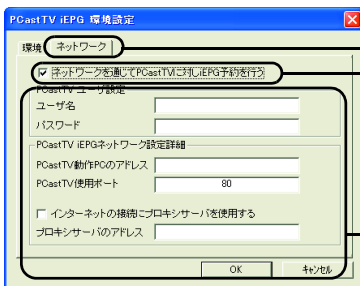 PCastTV iEPG 環境設定
環境 ネットワーク
ネットワークを通じてPCastTVに対しiEPG予約を行う
PCastTV ユーザ設定
ユーザ名
パスワード
PCastTV iEPGネットワーク設定詳細
PCastTV動作PCのアドレス
PCastTV使用ポート 80
インターネットの接続にプロキシサーバを使用する
プロキシサーバのアドレス
OK キャンセル